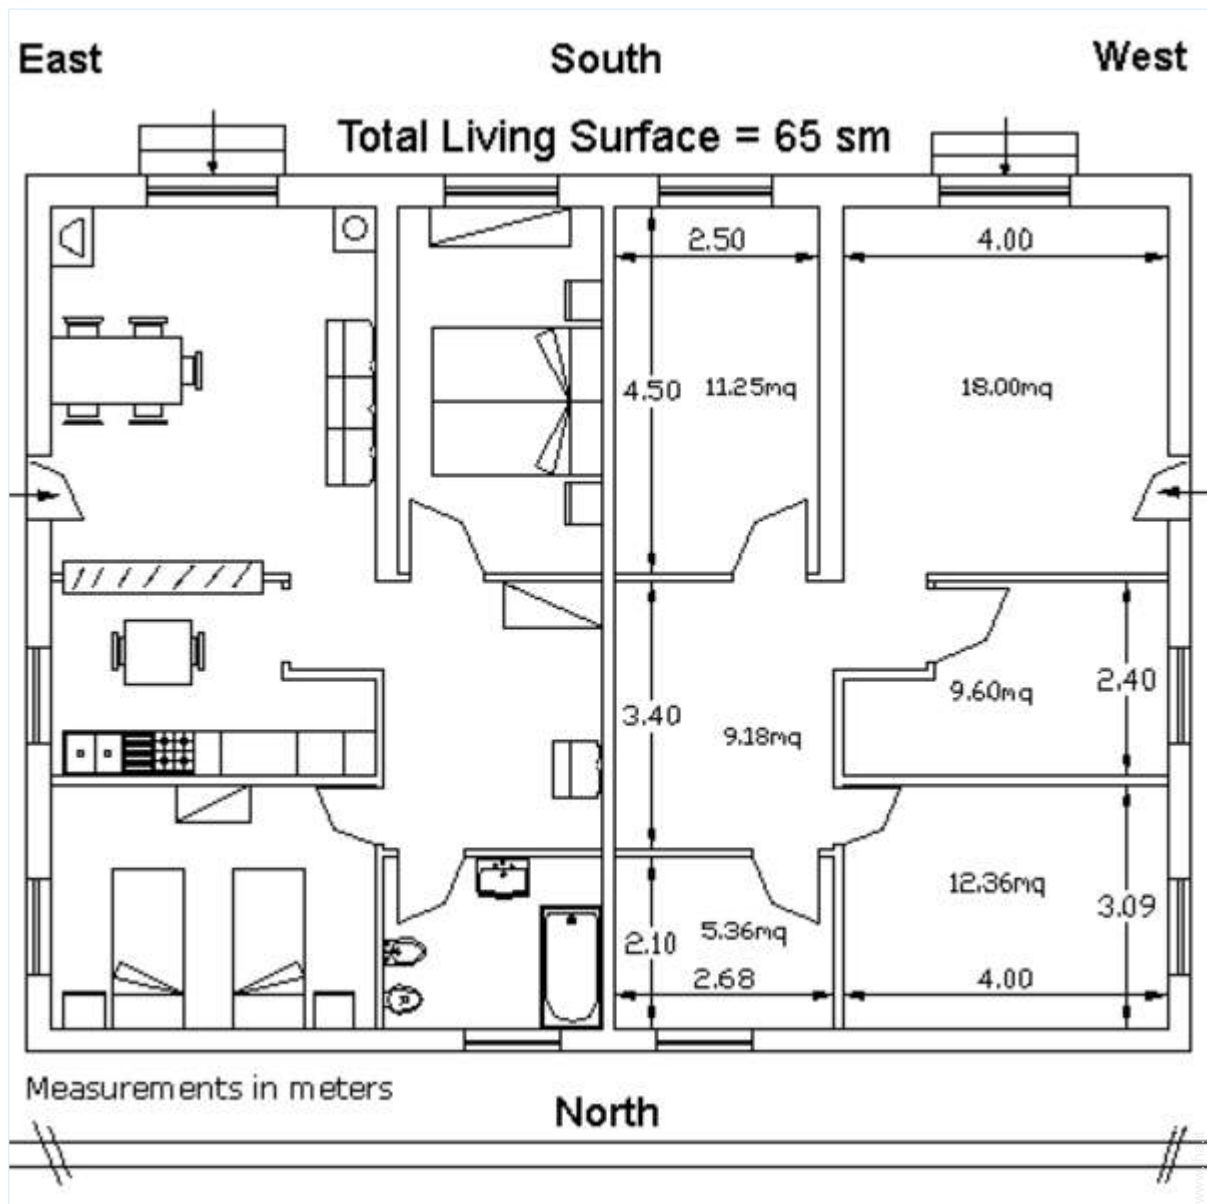 East South West
Total Living Surface = 65 sm
2.50 4.00
4.50 11.25mq 18.00mq
3.40 9.18mq 9.60mq 2.40
12.36mq 3.09
2.10 5.36mq
2.68 4.00
Measurements in meters
North